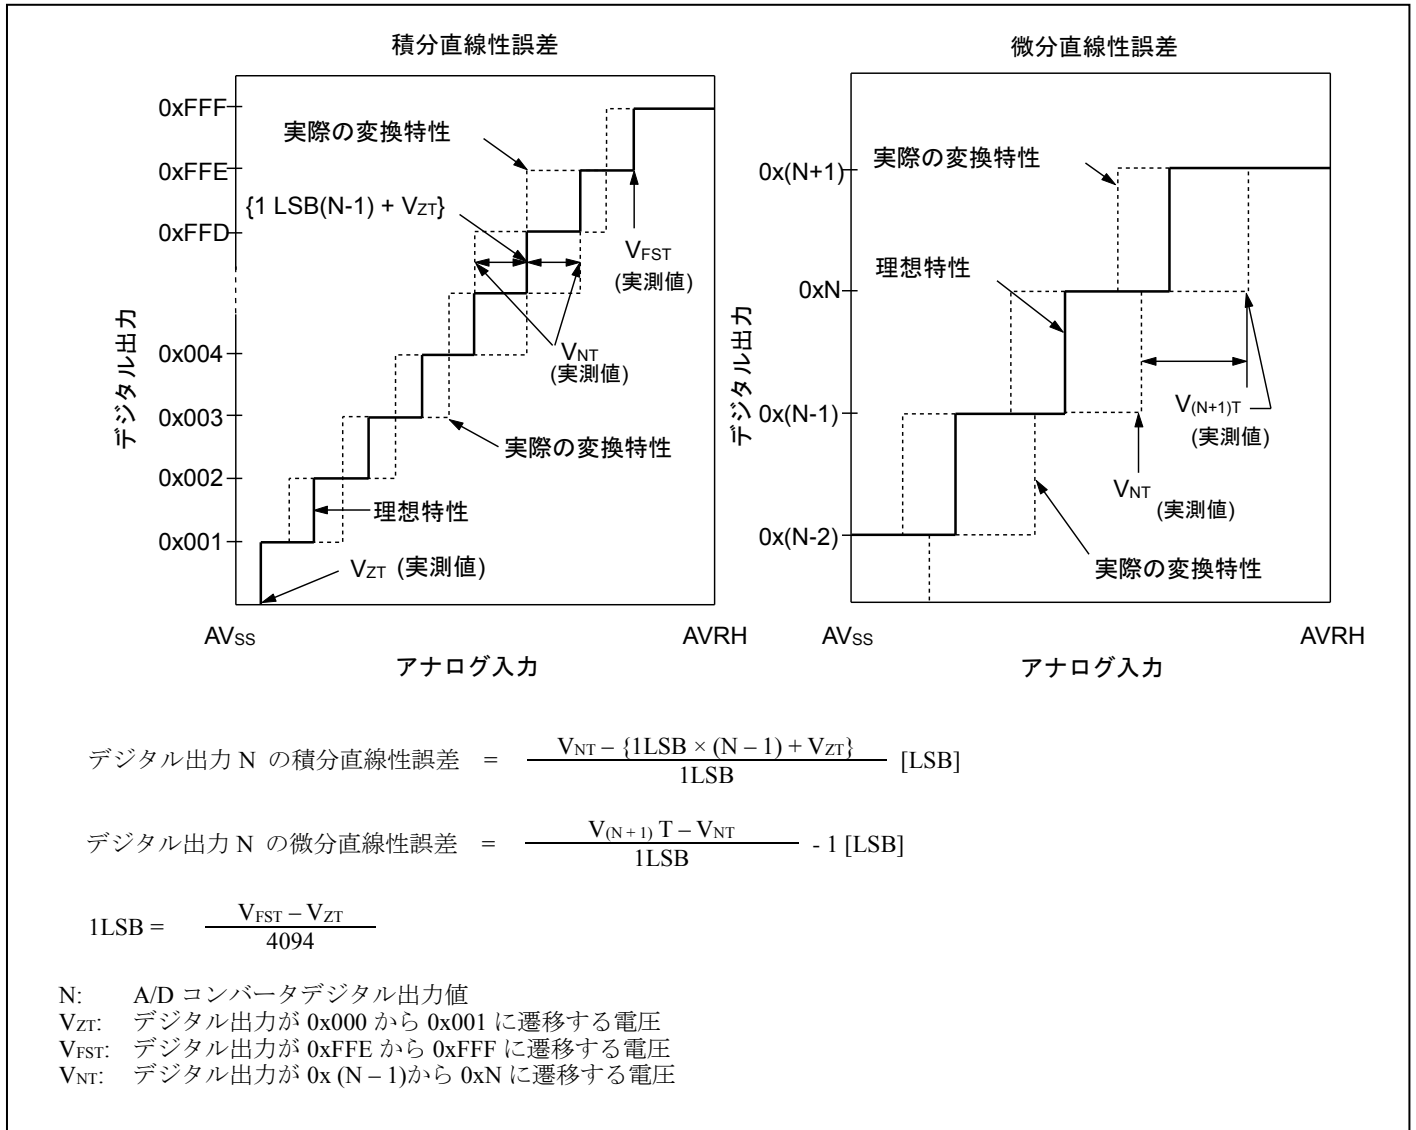 積分直線性誤差
0xFFF
0xFFE
0xFFD
0x004
0x003
0x002
0x001
デジタル出力
実際の変換特性
{1 LSB(N-1) + VZT}
VFST
(実測値)
VNT
(実測値)
実際の変換特性
理想特性
VZT (実測値)
AVSS
AVRH
アナログ入力
微分直線性誤差
0x(N+1)
0xN
0x(N-1)
0x(N-2)
デジタル出力
実際の変換特性
理想特性
V(N+1)T
(実測値)
VNT
(実測値)
実際の変換特性
AVSS
AVRH
アナログ入力
デジタル出力 N の積分直線性誤差 = VNT – {1LSB × (N – 1) + VZT} [LSB]
1LSB
デジタル出力 N の微分直線性誤差 = V(N + 1) T – VNT - 1 [LSB]
1LSB
1LSB = VFST – VZT
4094
N: A/D コンバータデジタル出力値
VZT: デジタル出力が 0x000 から 0x001 に遷移する電圧
VFST: デジタル出力が 0xFFE から 0xFFF に遷移する電圧
VNT: デジタル出力が 0x (N – 1)から 0xN に遷移する電圧